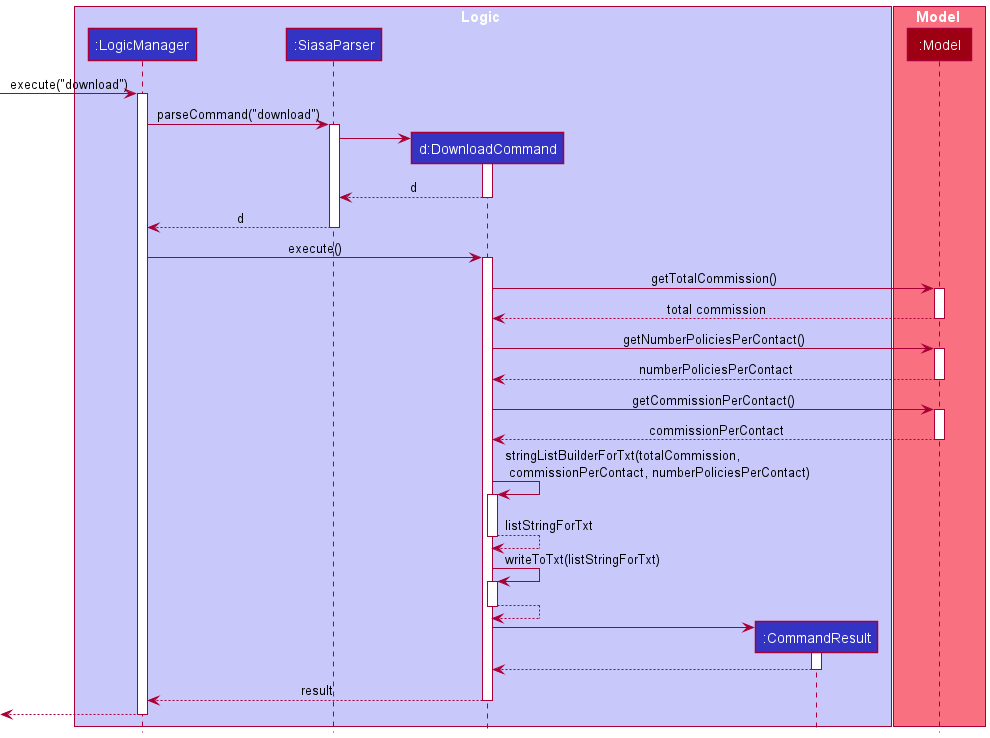 Logic
Model
:LogicManager
:SiasaParser
:Model
execute("download")
parseCommand("download")
d:DownloadCommand
d
d
execute()
getTotalCommission()
total commission
getNumberPoliciesPerContact()
numberPoliciesPerContact
getCommissionPerContact()
commissionPerContact
stringListBuilderForTxt(totalCommission,
commissionPerContact, numberPoliciesPerContact)
listStringForTxt
writeToTxt(listStringForTxt)
:CommandResult
result